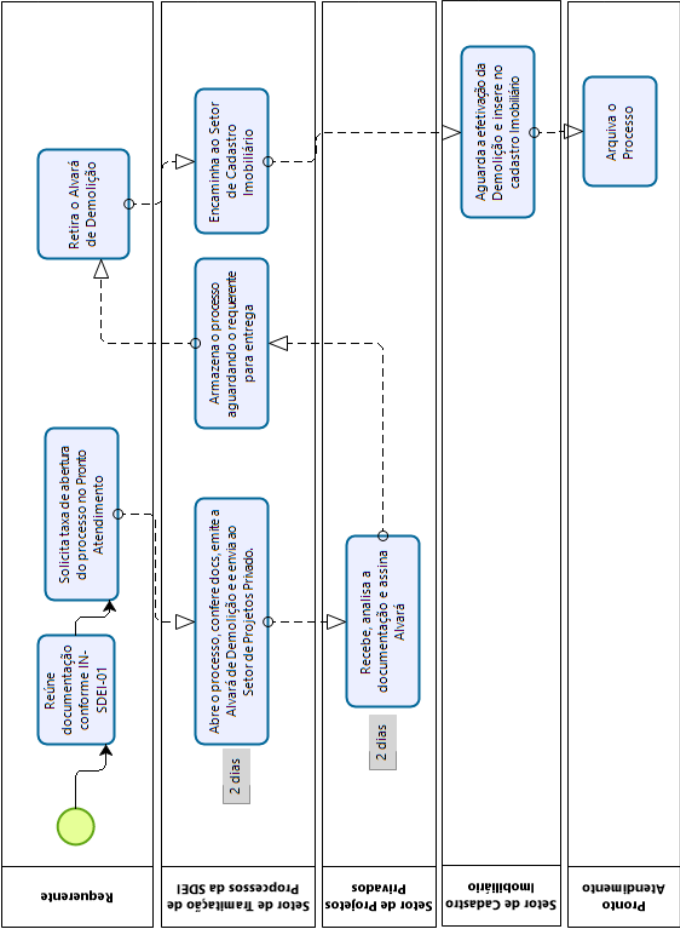 Requerente
Reúne
documentação
conforme IN-
SDEI-01
Solicita taxa de abertura
do processo no Pronto
Atendimento
Retira o Alvará
de Demolição
Setor de Tramitação de
Propcessos da SDEI
2 dias
Abre o processo, confere docs, emite a
Alvará de Demolição e e envia ao
Setor de Projetos Privado.
Armazena o processo
aguardando o requerente
para entrega
Encaminha ao Setor
de Cadastro
Imobiliário
Setor de Projetos
Privados
2 dias
Recebe, analisa a
documentação e assina
Alvará
Setor de Cadastro
Imobiliário
Aguarda a efetivação da
Demolição e insere no
cadastro Imobiliário
Pronto
Atendimento
Arquiva o
Processo